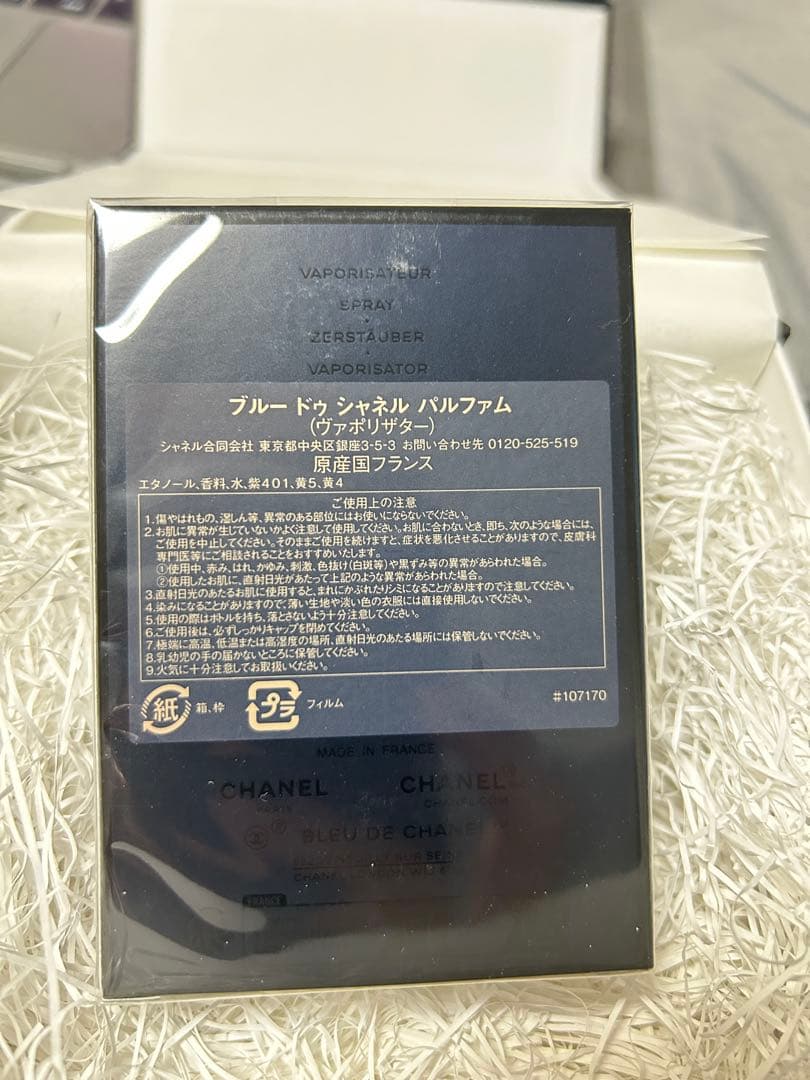 VAPORISATEUR
SPRAY
ZERSTÄUBER
VAPORISATOR
ブルー ドゥ シャネル パルファム
(ヴァポリザター)
シャネル合同会社 東京都中央区銀座3-5-3 お問い合わせ先 0120-525-519
原産国フランス
エタノール、香料、水、紫401、黄5、黄4
ご使用上の注意
1.傷やはれもの、湿しん等、異常のある部位にはお使いにならないでください。
2.お肌に異常が生じていないかよく注意して使用してください。お肌に合わないとき、即ち、次のような場合には、
ご使用を中止してください。そのままご使用を続けますと、症状を悪化させることがありますので、皮膚科
専門医等にご相談されることをおすすめいたします。
①使用中、赤み、はれ、かゆみ、刺激、色抜け(白斑等)や黒ずみ等の異常があらわれた場合。
②使用したお肌に、直射日光があたって上記のような異常があらわれた場合。
3.直射日光のあたるお肌に使用すると、まれにかぶれたりシミになることがありますので注意してください。
4.染みになることがありますので、薄い生地や淡い色の衣服には直接使用しないでください。
5.使用の際はボトルを持ち、落とさないよう十分注意してください。
6.ご使用後は、必ずしっかりキャップを閉めてください。
7.極端に高温、低温または高湿度の場所、直射日光のあたる場所には保管しないでください。
8.乳幼児の手の届かないところに保管してください。
9.火気に十分注意してお取扱いください。
紙 箱、枠 プラ フィルム
#107170
MADE IN FRANCE
CHANEL CHANEL
PARIS CHANEL.COM
BLEU DE CHANEL
SUR SEINE
CHANEL LONDON
FRANCE